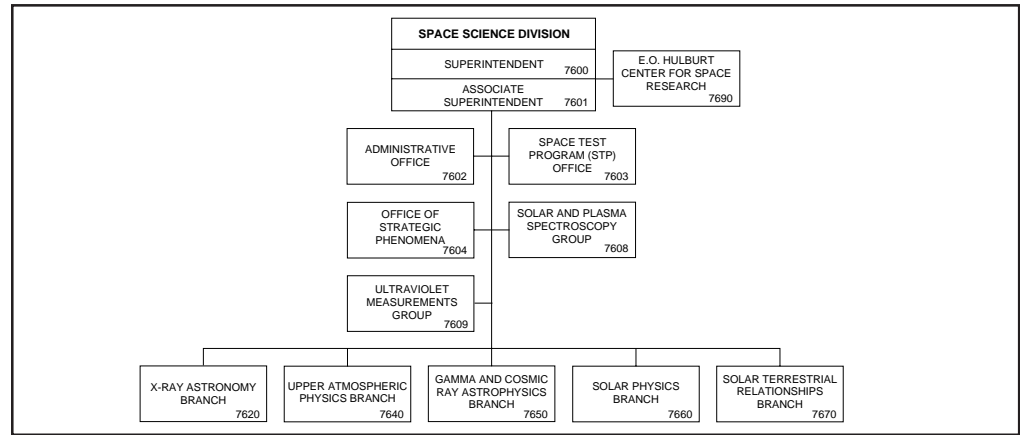 SPACE SCIENCE DIVISION
SUPERINTENDENT
7600
ASSOCIATE
SUPERINTENDENT 7601
E.O. HULBURT
CENTER FOR SPACE
RESEARCH
7690
ADMINISTRATIVE
OFFICE
7602
SPACE TEST
PROGRAM (STP)
OFFICE
7603
OFFICE OF
STRATEGIC
PHENOMENA
7604
SOLAR AND PLASMA
SPECTROSCOPY
GROUP
7608
ULTRAVIOLET
MEASUREMENTS
GROUP
7609
X-RAY ASTRONOMY
BRANCH
7620
UPPER ATMOSPHERIC
PHYSICS BRANCH
7640
GAMMA AND COSMIC
RAY ASTROPHYSICS
BRANCH
7650
SOLAR PHYSICS
BRANCH
7660
SOLAR TERRESTRIAL
RELATIONSHIPS
BRANCH
7670